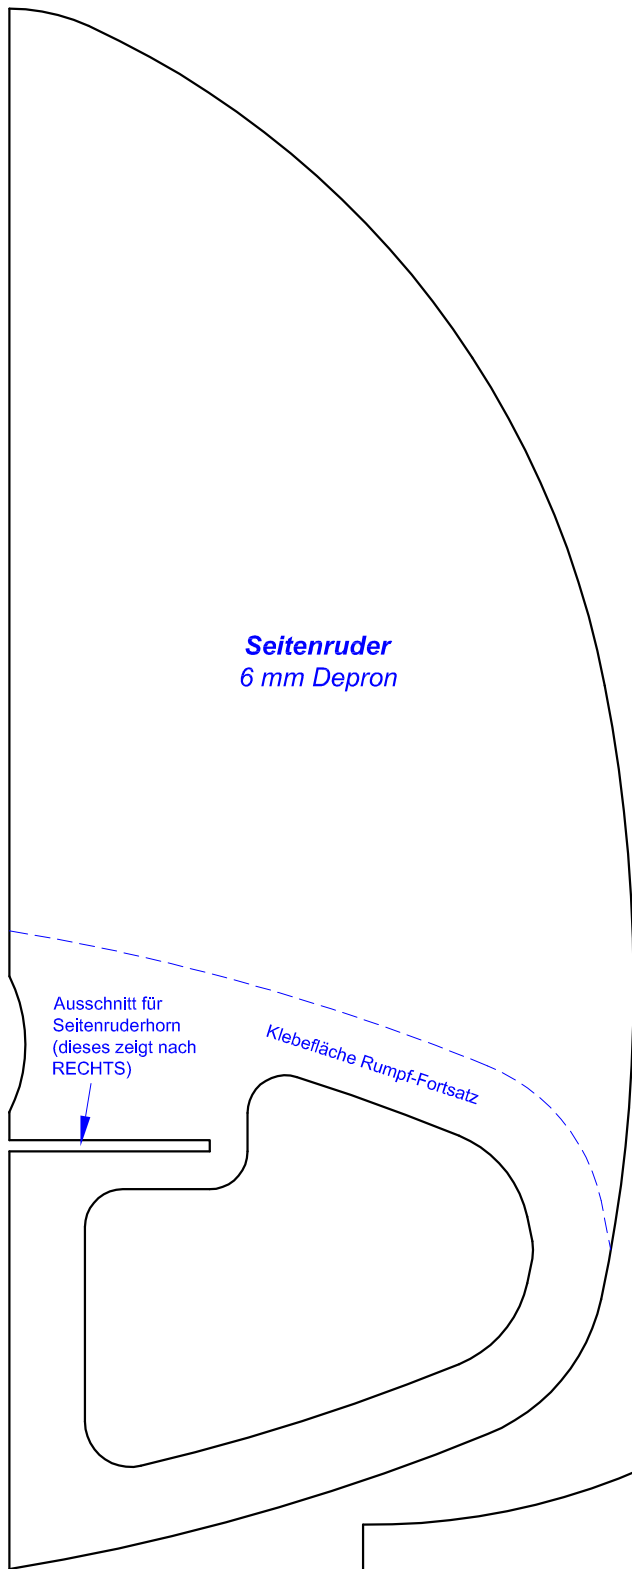 Seitenruder
6 mm Depron
Ausschnitt für
Seitenruderhorn
(dieses zeigt nach
RECHTS)
Klebefläche Rumpf-Fortsatz